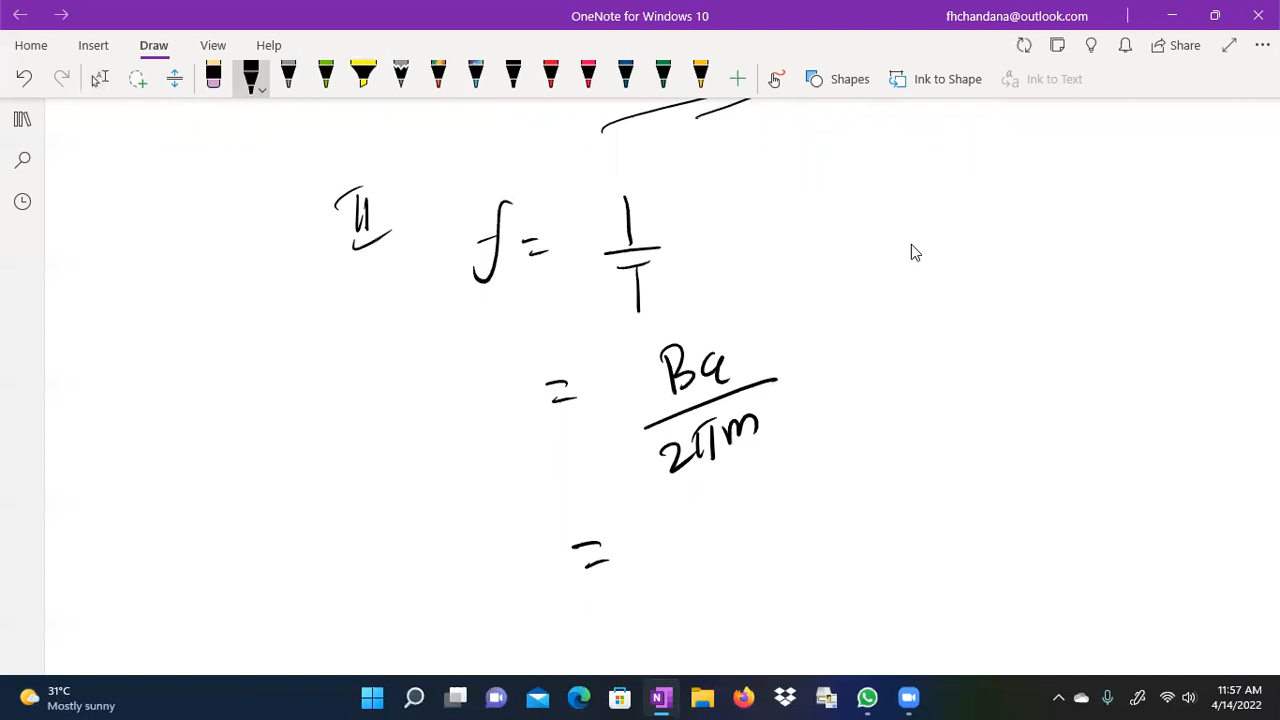 OneNote for Windows 10
fhchandana@outlook.com
Home Insert Draw View Help
Share
Shapes Ink to Shape Ink to Text
II f = 1/T
= Bq/2πm
=
31°C
Mostly sunny
11:57 AM
4/14/2022